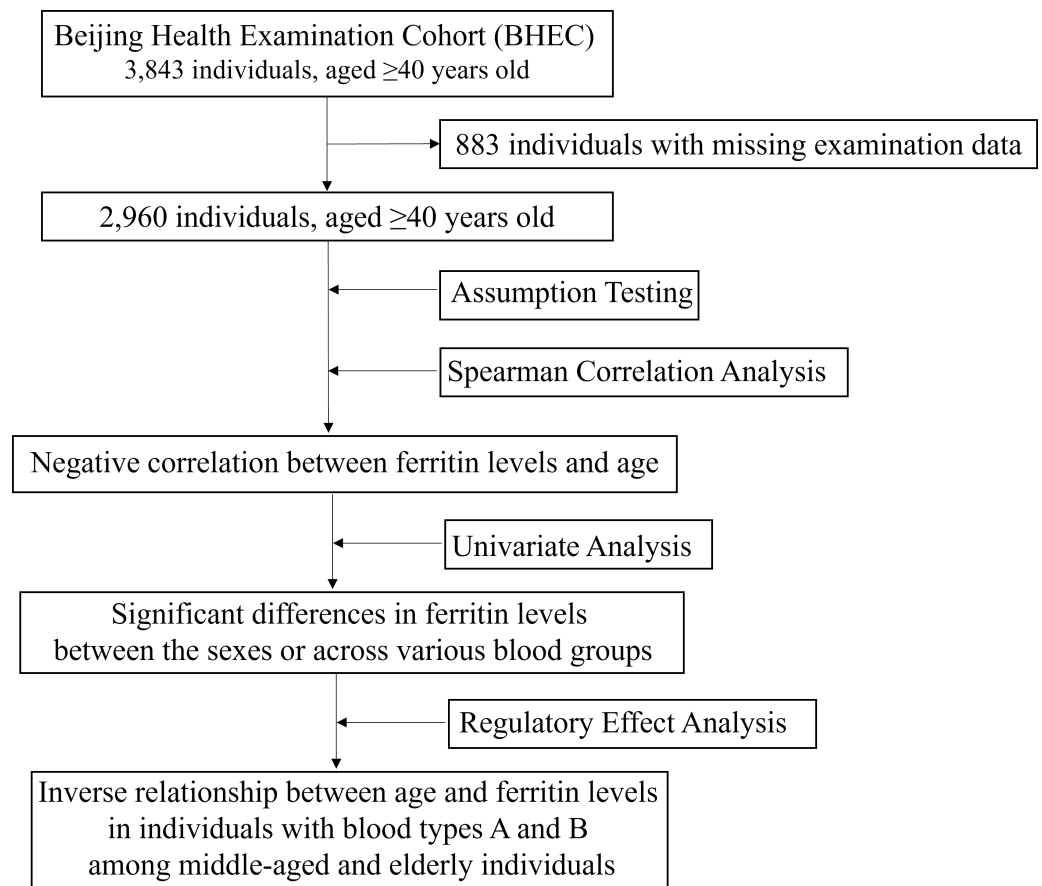 Beijing Health Examination Cohort (BHEC)
3,843 individuals, aged ≥40 years old
883 individuals with missing examination data
2,960 individuals, aged ≥40 years old
Assumption Testing
Spearman Correlation Analysis
Negative correlation between ferritin levels and age
Univariate Analysis
Significant differences in ferritin levels
between the sexes or across various blood groups
Regulatory Effect Analysis
Inverse relationship between age and ferritin levels
in individuals with blood types A and B
among middle-aged and elderly individuals